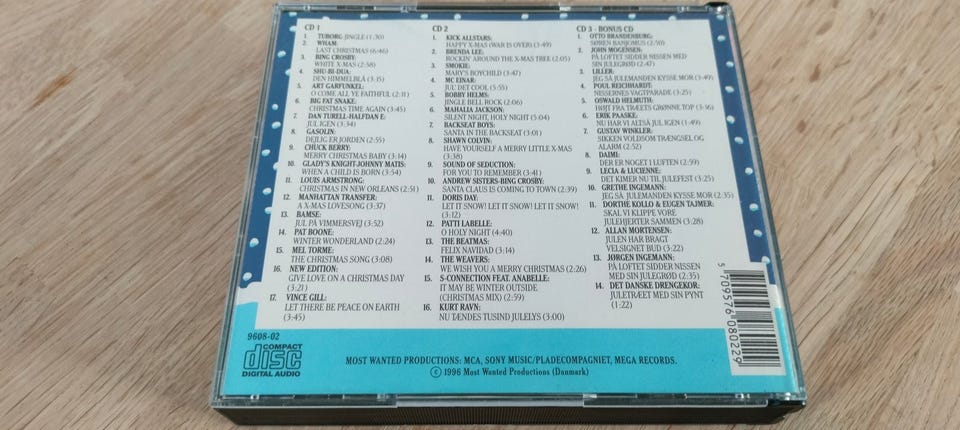 CD 1
1. TUBORG JINGLE (1:30)
2. WHAM:
LAST CHRISTMAS (6:46)
3. BING CROSBY:
WHITE X-MAS (2:58)
4. SHU-BI-DUA:
DEN HIMMELBLÅ (3:35)
5. ART GARFUNKEL:
O COME ALL YE FAITHFUL (2:11)
6. BIG FAT SNAKE:
CHRISTMAS TIME AGAIN (3:45)
7. DAN TURELL-HALFDAN E:
JUL IGEN (3:34)
8. GASOLIN:
DEJLIG ER JORDEN (2:55)
9. CHUCK BERRY:
MERRY CHRISTMAS BABY (3:14)
10. GLADY'S KNIGHT-JOHNNY MATIS:
WHEN A CHILD IS BORN (3:54)
11. LOUIS ARMSTRONG:
CHRISTMAS IN NEW ORLEANS (2:51)
12. MANHATTAN TRANSFER:
A X-MAS LOVESONG (3:37)
13. BAMSE:
JUL PÅ VIMMERSVEJ (3:52)
14. PAT BOONE:
WINTER WONDERLAND (2:24)
15. MEL TORME:
THE CHRISTMAS SONG (3:08)
16. NEW EDITION:
GIVE LOVE ON A CHRISTMAS DAY
(3:21)
17. VINCE GILL:
LET THERE BE PEACE ON EARTH
(3:45)
CD 2
1. KICK ALLSTARS:
HAPPY X-MAS (WAR IS OVER) (3:49)
2. BRENDA LEE:
ROCKIN' AROUND THE X-MAS TREE (2:05)
3. SMOKIE:
MARY'S BOYCHILD (3:47)
4. MC EINAR:
JUL' DET COOL (3:55)
5. BOBBY HELMS:
JINGLE BELL ROCK (2:06)
6. MAHALIA JACKSON:
SILENT NIGHT, HOLY NIGHT (5:04)
7. BACKSEAT BOYS:
SANTA IN THE BACKSEAT (3:01)
8. SHAWN COLVIN:
HAVE YOURSELF A MERRY LITTLE X-MAS
(3:38)
9. SOUND OF SEDUCTION:
FOR YOU TO REMEMBER (3:41)
10. ANDREW SISTERS-BING CROSBY:
SANTA CLAUS IS COMING TO TOWN (2:39)
11. DORIS DAY:
LET IT SNOW! LET IT SNOW! LET IT SNOW!
(3:12)
12. PATTI LABELLE:
O HOLY NIGHT (4:40)
13. THE BEATMAS:
FELIX NAVIDAD (3:14)
14. THE WEAVERS:
WE WISH YOU A MERRY CHRISTMAS (2:26)
15. S-CONNECTION FEAT. ANABELLE:
IT MAY BE WINTER OUTSIDE
(CHRISTMAS MIX) (2:59)
16. KURT RAVN:
NU TÆNDES TUSIND JULELYS (3:00)
CD 3 - BONUS CD
1. OTTO BRANDENBURG:
SØREN BANJOMUS (2:50)
2. JOHN MOGENSEN:
PÅ LOFTET SIDDER NISSEN MED
SIN JULEGRØD (2:47)
3. LILLER:
JEG SÅ JULEMANDEN KYSSE MOR (3:49)
4. POUL REICHHARDT:
NISSERNES VAGTPARADE (3:25)
5. OSWALD HELMUTH:
HØJT FRA TRÆETS GRØNNE TOP (3:36)
6. ERIK PAASKE:
NU HAR VI ALTSÅ JUL IGEN (1:49)
7. GUSTAV WINKLER:
SIKKEN VOLDSOM TRÆNGSEL OG
ALARM (2:52)
8. DAIMI:
DER ER NOGET I LUFTEN (2:59)
9. LECIA & LUCIENNE:
DET KIMER NU TIL JULEFEST (3:25)
10. GRETHE INGEMANN:
JEG SÅ JULEMANDEN KYSSE MOR (2:35)
11. DORTHE KOLLO & EUGEN TAJMER:
SKAL VI KLIPPE VORE
JULEHJERTER SAMMEN (3:28)
12. ALLAN MORTENSEN:
JULEN HAR BRAGT
VELSIGNET BUD (3:22)
13. JØRGEN INGEMANN:
PÅ LOFTET SIDDER NISSEN
MED SIN JULEGRØD (2:35)
14. DET DANSKE DRENGEKOR:
JULETRÆET MED SIN PYNT
(1:22)
5 709576 080229
9608-02
COMPACT
disc
DIGITAL AUDIO
MOST WANTED PRODUCTIONS: MCA, SONY MUSIC/PLADECOMPAGNIET, MEGA RECORDS.
© 1996 Most Wanted Productions (Danmark)